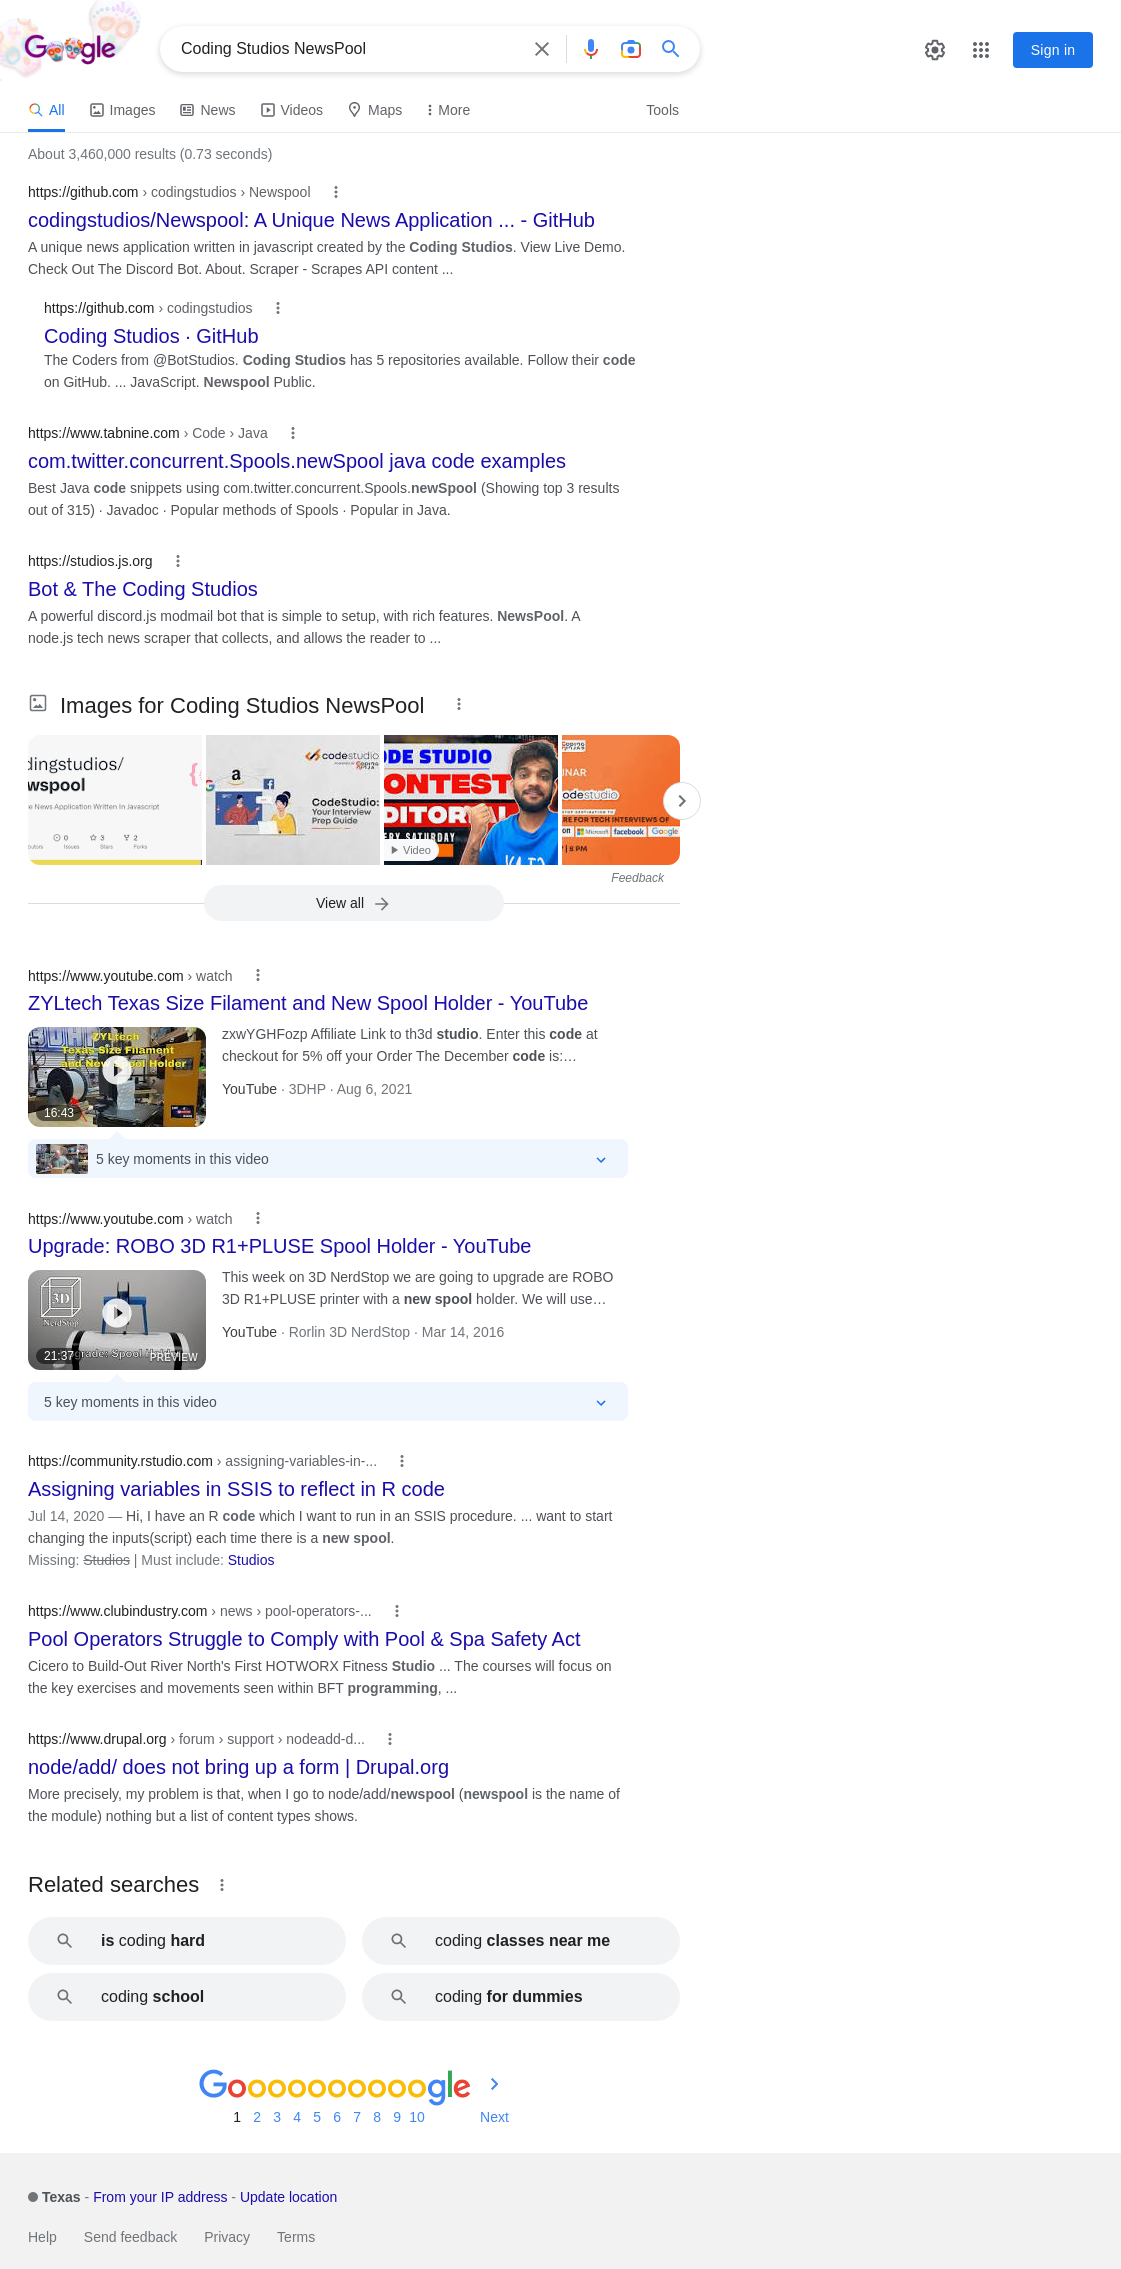 Google
Coding Studios NewsPool
Sign in
All
Images
News
Videos
Maps
More
Tools
About 3,460,000 results (0.73 seconds)
https://github.com › codingstudios › Newspool
codingstudios/Newspool: A Unique News Application ... - GitHub
A unique news application written in javascript created by the Coding Studios. View Live Demo.
Check Out The Discord Bot. About. Scraper - Scrapes API content ...
https://github.com › codingstudios
Coding Studios · GitHub
The Coders from @BotStudios. Coding Studios has 5 repositories available. Follow their code
on GitHub. ... JavaScript. Newspool Public.
https://www.tabnine.com › Code › Java
com.twitter.concurrent.Spools.newSpool java code examples
Best Java code snippets using com.twitter.concurrent.Spools.newSpool (Showing top 3 results
out of 315) · Javadoc · Popular methods of Spools · Popular in Java.
https://studios.js.org
Bot & The Coding Studios
A powerful discord.js modmail bot that is simple to setup, with rich features. NewsPool. A
node.js tech news scraper that collects, and allows the reader to ...
Images for Coding Studios NewsPool
dingstudios/
wspool
e News Application Written In Javascript
0
3
2
Issues
Stars
Forks
codestudio
a
CodeStudio:
Your Interview
Prep Guide
ODE STUDIO
ONTEST
DITORIAL
RY SATURDAY
Video
CODING
NINJAS
INAR
odestudio
RE FOR TECH INTERVIEWS OF
on
Microsoft
facebook
Google
| 8 PM
Feedback
View all
https://www.youtube.com › watch
ZYLtech Texas Size Filament and New Spool Holder - YouTube
ZYLtech
Texas Size Filament
and New Spool Holder
16:43
zxwYGHFozp Affiliate Link to th3d studio. Enter this code at
checkout for 5% off your Order The December code is:…
YouTube · 3DHP · Aug 6, 2021
5 key moments in this video
https://www.youtube.com › watch
Upgrade: ROBO 3D R1+PLUSE Spool Holder - YouTube
3D
NerdStop
21:37
grade: Spool Holder
PREVIEW
This week on 3D NerdStop we are going to upgrade are ROBO
3D R1+PLUSE printer with a new spool holder. We will use…
YouTube · Rorlin 3D NerdStop · Mar 14, 2016
5 key moments in this video
https://community.rstudio.com › assigning-variables-in-...
Assigning variables in SSIS to reflect in R code
Jul 14, 2020 — Hi, I have an R code which I want to run in an SSIS procedure. ... want to start
changing the inputs(script) each time there is a new spool.
Missing: Studios | Must include: Studios
https://www.clubindustry.com › news › pool-operators-...
Pool Operators Struggle to Comply with Pool & Spa Safety Act
Cicero to Build-Out River North's First HOTWORX Fitness Studio ... The courses will focus on
the key exercises and movements seen within BFT programming, ...
https://www.drupal.org › forum › support › nodeadd-d...
node/add/ does not bring up a form | Drupal.org
More precisely, my problem is that, when I go to node/add/newspool (newspool is the name of
the module) nothing but a list of content types shows.
Related searches
is coding hard
coding classes near me
coding school
coding for dummies
Goooooooooogle
1 2 3 4 5 6 7 8 9 10 Next
Texas - From your IP address - Update location
Help Send feedback Privacy Terms